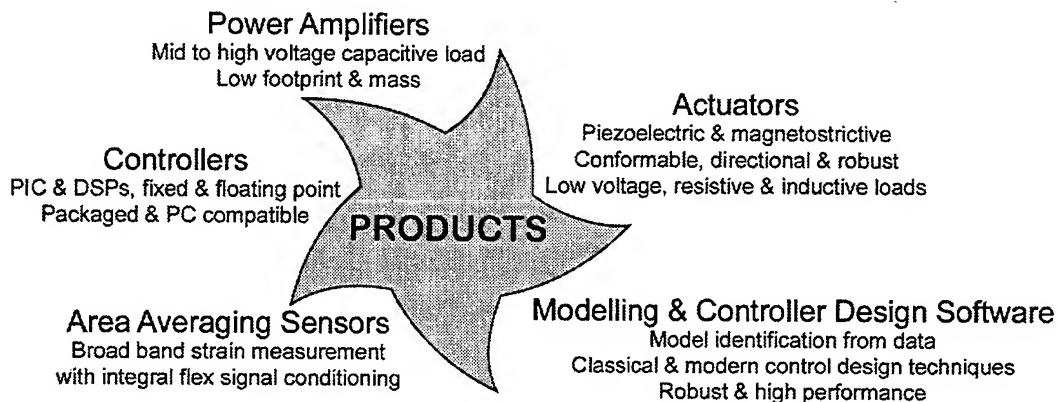 Power Amplifiers
Mid to high voltage capacitive load
Low footprint & mass
Actuators
Piezoelectric & magnetostrictive
Conformable, directional & robust
Low voltage, resistive & inductive loads
Controllers
PIC & DSPs, fixed & floating point
Packaged & PC compatible
PRODUCTS
Area Averaging Sensors
Broad band strain measurement
with integral flex signal conditioning
Modelling & Controller Design Software
Model identification from data
Classical & modern control design techniques
Robust & high performance